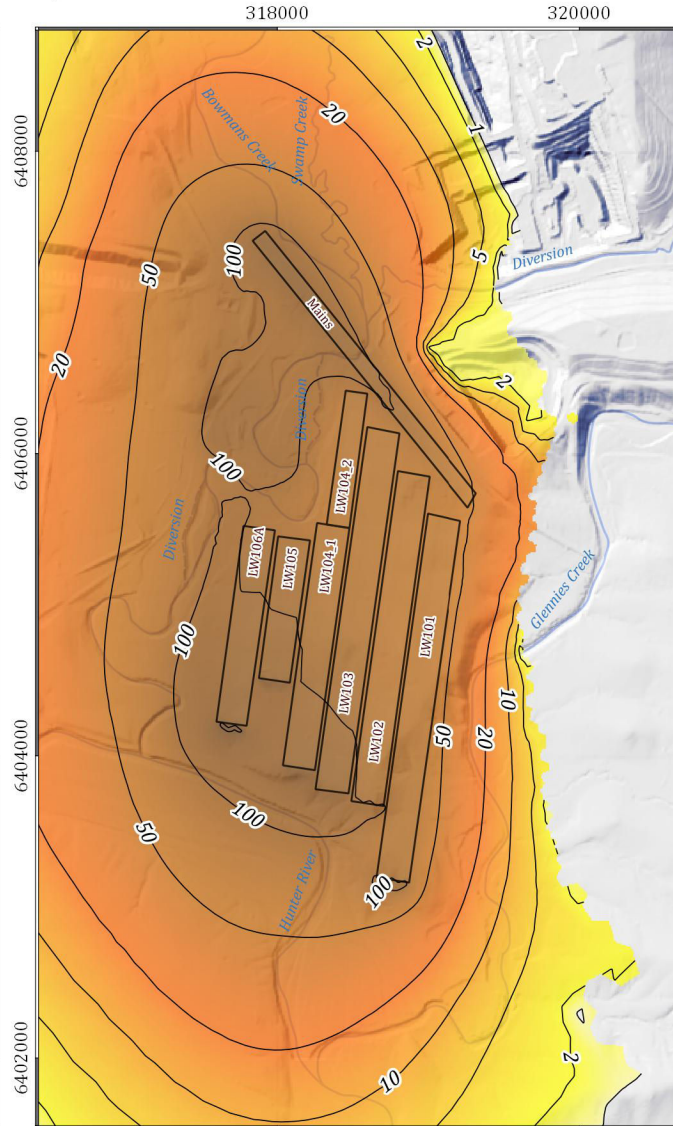 318000
320000
2
6408000
Bowmans Creek
Swamp Creek
20
1
50
100
5
Diversion
Mains
20
2
Diversion
6406000
100
LW104_2
Diversion
LW106A
LW105
LW104_1
Glennies Creek
LW101
100
LW103
10
50
20
LW102
6404000
100
50
100
Hunter River
2
10
6402000